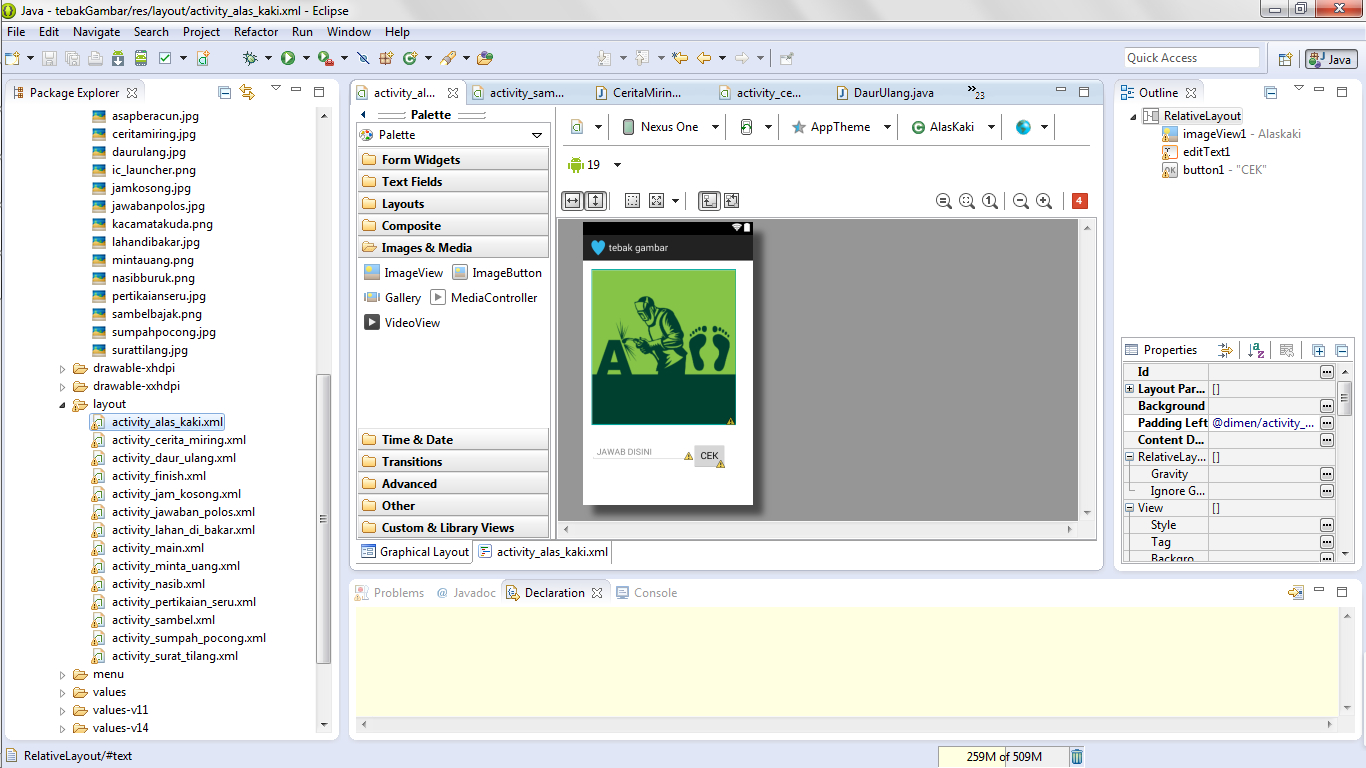 Java - tebakGambar/res/layout/activity_alas_kaki.xml - Eclipse
File Edit Navigate Search Project Refactor Run Window Help
Quick Access
Java
Package Explorer
asapberacun.jpg
ceritamiring.jpg
daurulang.jpg
ic_launcher.png
jamkosong.jpg
jawabanpolos.jpg
kacamatakuda.png
lahandibakar.jpg
mintauang.png
nasibburuk.png
pertikaianseru.jpg
sambelbajak.png
sumpahpocong.jpg
surattilang.jpg
drawable-xhdpi
drawable-xxhdpi
layout
activity_alas_kaki.xml
activity_cerita_miring.xml
activity_daur_ulang.xml
activity_finish.xml
activity_jam_kosong.xml
activity_jawaban_polos.xml
activity_lahan_di_bakar.xml
activity_main.xml
activity_minta_uang.xml
activity_nasib.xml
activity_pertikaian_seru.xml
activity_sambel.xml
activity_sumpah_pocong.xml
activity_surat_tilang.xml
menu
values
values-v11
values-v14
activity_al... activity_sam... CeritaMirin... activity_ce... DaurUlang.java »23
Palette
Palette
Form Widgets
Text Fields
Layouts
Composite
Images & Media
ImageView ImageButton
Gallery MediaController
VideoView
Time & Date
Transitions
Advanced
Other
Custom & Library Views
Nexus One AppTheme AlasKaki
19
1
4
tebak gambar
A
JAWAB DISINI CEK
Graphical Layout activity_alas_kaki.xml
Outline
RelativeLayout
imageView1 - Alaskaki
editText1
OK button1 - "CEK"
Properties
Id
Layout Par... []
Background
Padding Left @dimen/activity_...
Content D...
RelativeLay... []
Gravity
Ignore G...
View []
Style
Tag
Backgro
Problems @ Javadoc Declaration Console
RelativeLayout/#text
259M of 509M